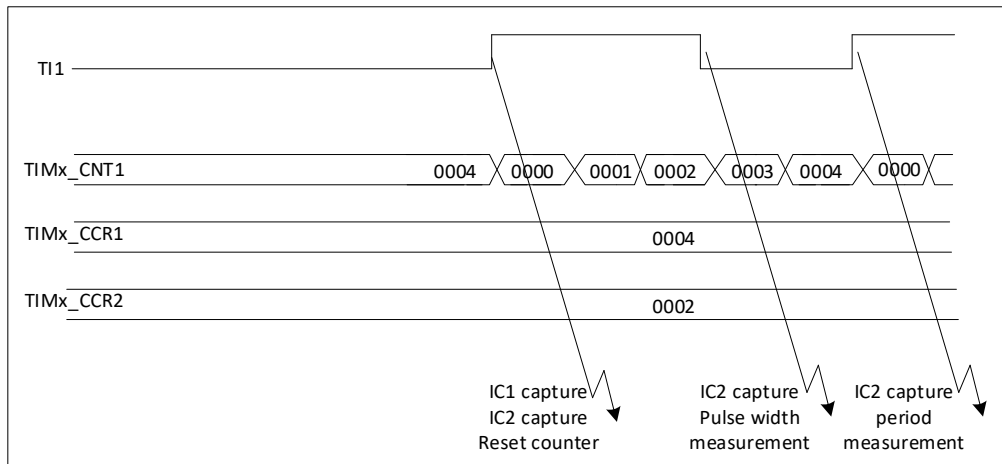 TI1
TIMx_CNT1
0004 0000 0001 0002 0003 0004 0000
TIMx_CCR1
0004
TIMx_CCR2
0002
IC1 capture
IC2 capture
Reset counter
IC2 capture
Pulse width
measurement
IC2 capture
period
measurement